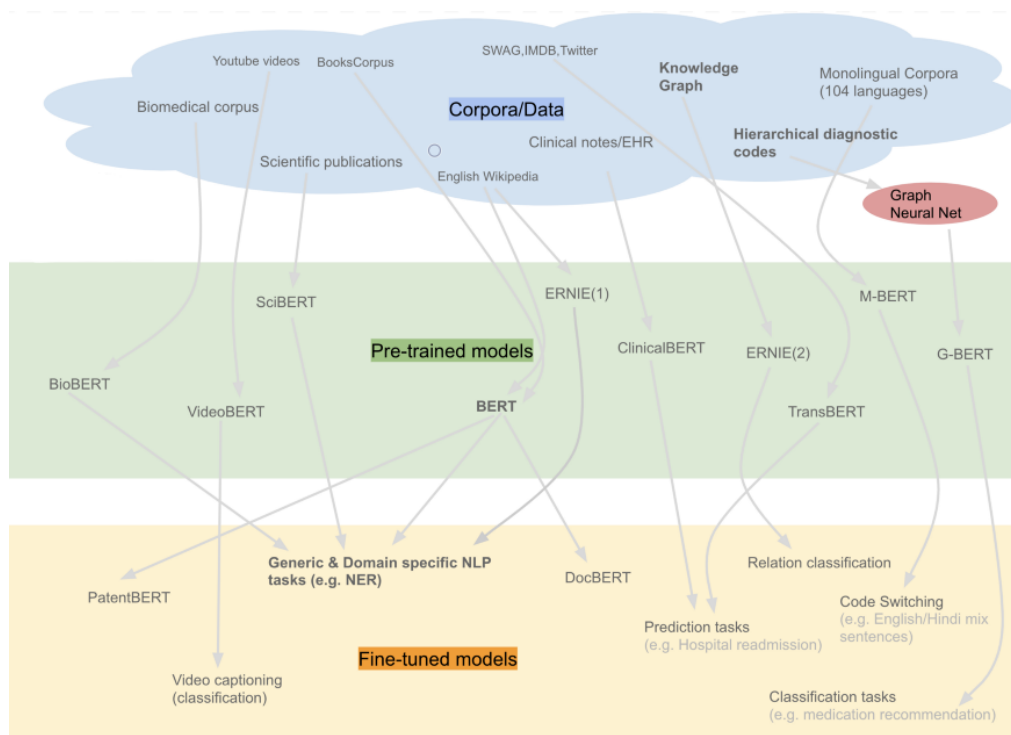 SWAG,IMDB,Twitter
Youtube videos
BooksCorpus
Knowledge
Graph
Monolingual Corpora
(104 languages)
Biomedical corpus
Corpora/Data
Hierarchical diagnostic
codes
Clinical notes/EHR
Scientific publications
English Wikipedia
Graph
Neural Net
SciBERT
ERNIE(1)
M-BERT
Pre-trained models
ClinicalBERT
ERNIE(2)
G-BERT
BioBERT
VideoBERT
BERT
TransBERT
Generic & Domain specific NLP
tasks (e.g. NER)
DocBERT
Relation classification
PatentBERT
Code Switching
(e.g. English/Hindi mix
sentences)
Prediction tasks
(e.g. Hospital readmission)
Fine-tuned models
Video captioning
(classification)
Classification tasks
(e.g. medication recommendation)